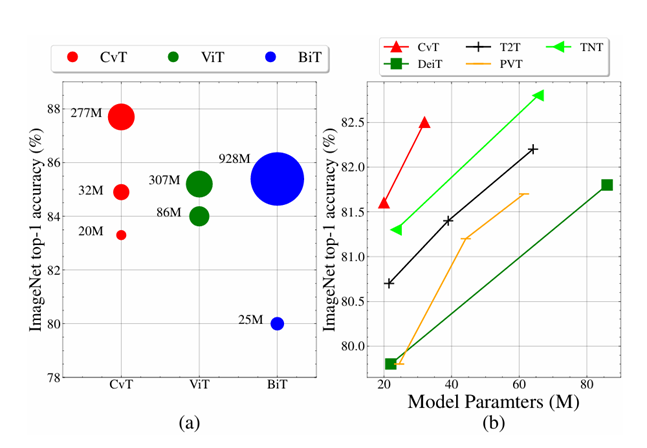 CvT ViT BiT
88
86
84
82
80
78
ImageNet top-1 accuracy (%)
277M
32M
20M
307M
86M
928M
25M
CvT ViT BiT
(a)
CvT T2T TNT
DeiT PVT
82.5
82.0
81.5
81.0
80.5
80.0
ImageNet top-1 accuracy (%)
20 40 60 80
Model Paramters (M)
(b)